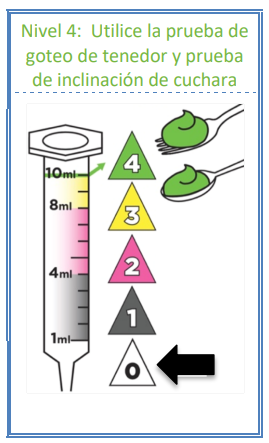 Nivel 4: Utilice la prueba de
goteo de tenedor y prueba
de inclinación de cuchara
10ml
4
8ml
3
4ml
2
1
1ml
0